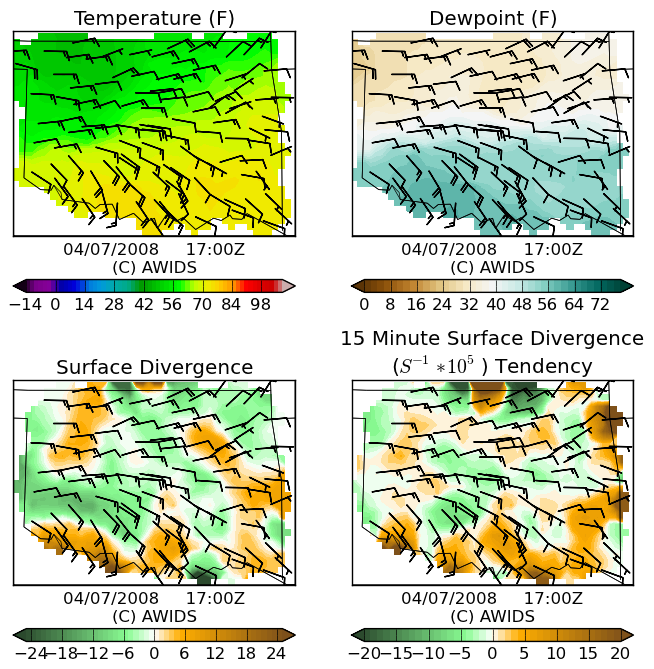 Temperature (F)
Dewpoint (F)
04/07/2008 17:00Z
04/07/2008 17:00Z
(C) AWIDS
(C) AWIDS
−14 0 14 28 42 56 70 84 98
0 8 16 24 32 40 48 56 64 72
Surface Divergence
15 Minute Surface Divergence
(S⁻¹ *10⁵ ) Tendency
04/07/2008 17:00Z
04/07/2008 17:00Z
(C) AWIDS
(C) AWIDS
−24 −18 −12 −6 0 6 12 18 24
−20 −15 −10 −5 0 5 10 15 20